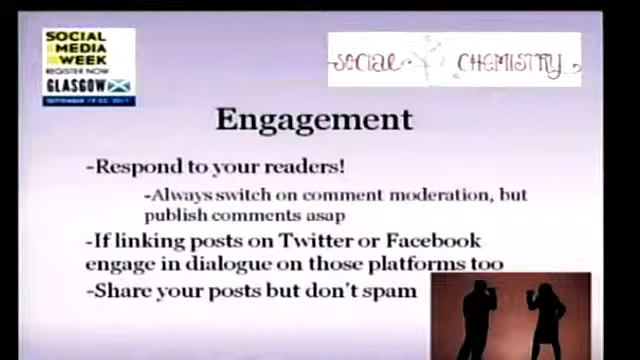 SOCIAL
MEDIA
WEEK
REGISTER NOW
GLASGOW
SOCIAL CHEMISTRY
Engagement
-Respond to your readers!
-Always switch on comment moderation, but
publish comments asap
-If linking posts on Twitter or Facebook
engage in dialogue on those platforms too
-Share your posts but don't spam